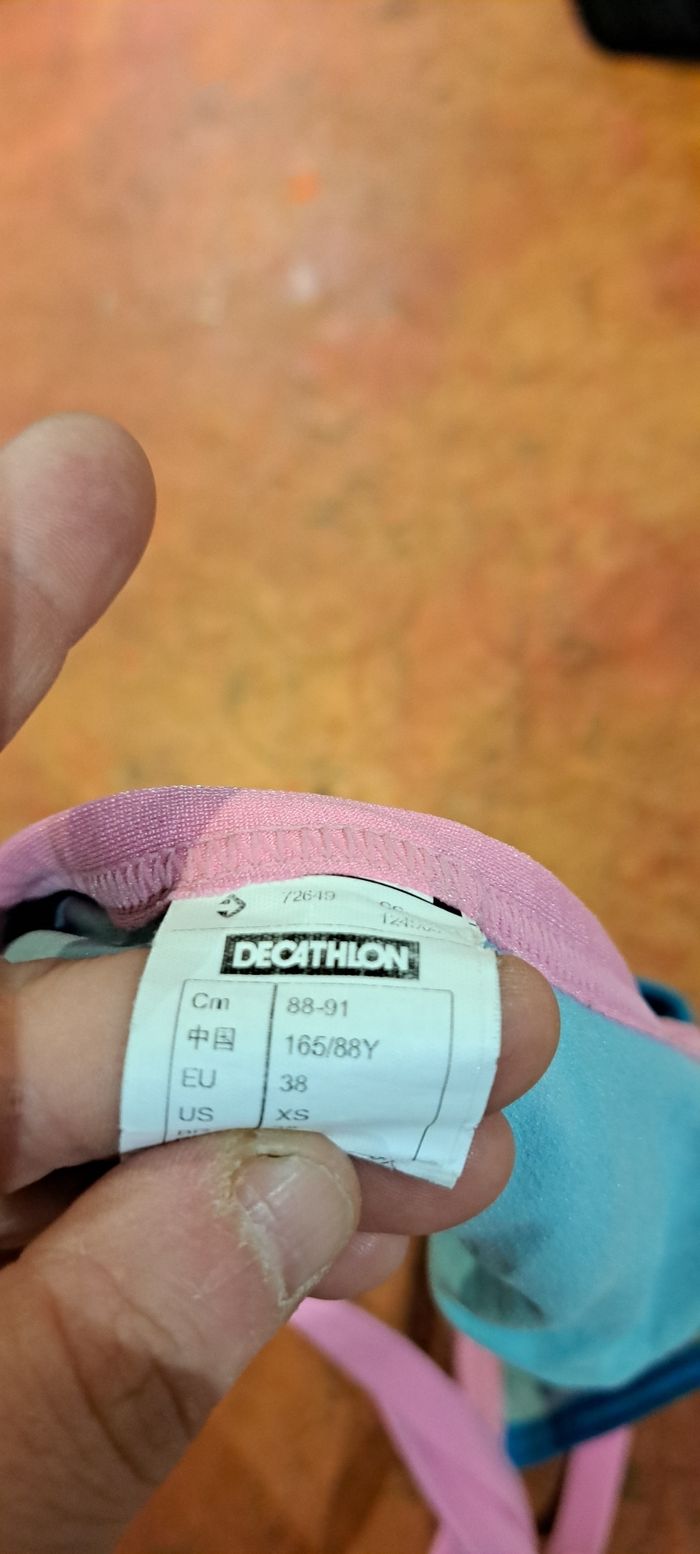 72649
DECATHLON
Cm 88-91
中国 165/88Y
EU 38
US XS